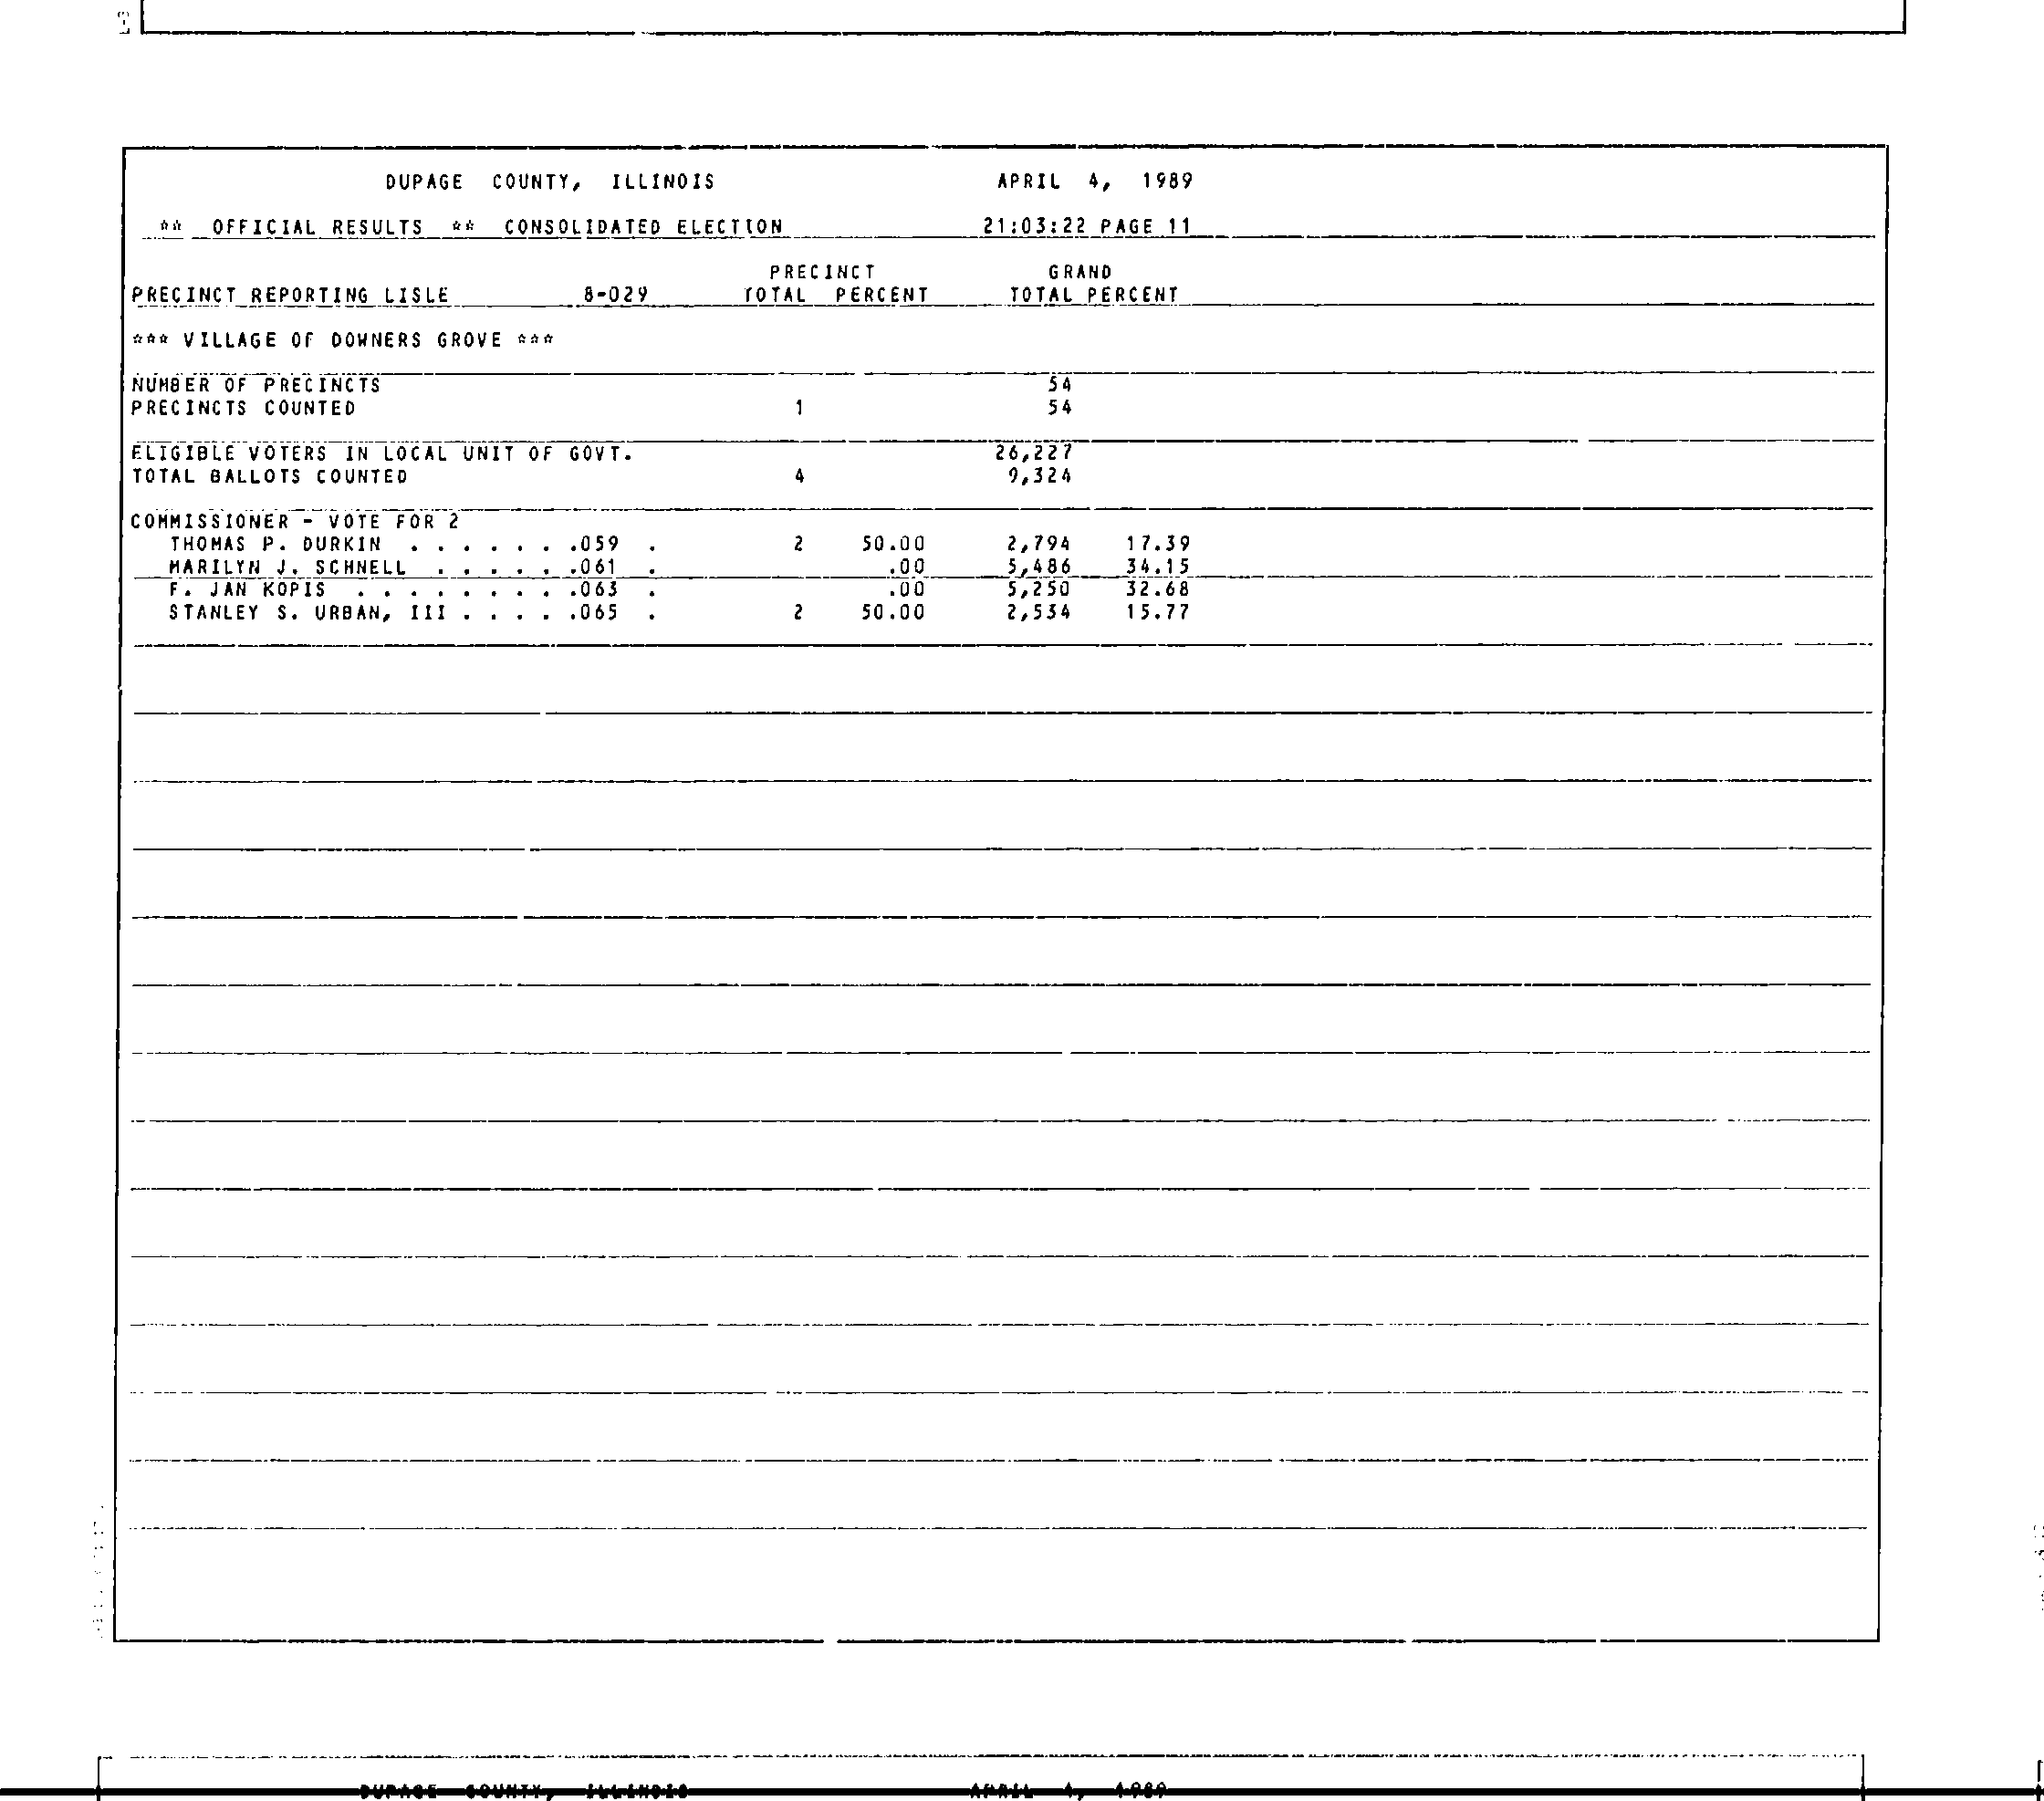 DUPAGE COUNTY, ILLINOIS APRIL 4, 1989
** OFFICIAL RESULTS ** CONSOLIDATED ELECTION 21:03:22 PAGE 11
PRECINCT GRAND
PRECINCT REPORTING LISLE 8-029 TOTAL PERCENT TOTAL PERCENT
*** VILLAGE OF DOWNERS GROVE ***
NUMBER OF PRECINCTS 54
PRECINCTS COUNTED 1 54
ELIGIBLE VOTERS IN LOCAL UNIT OF GOVT. 26,227
TOTAL BALLOTS COUNTED 4 9,324
COMMISSIONER - VOTE FOR 2
THOMAS P. DURKIN . . . . . . .059 . 2 50.00 2,794 17.39
MARILYN J. SCHNELL . . . . . .061 . .00 5,486 34.15
F. JAN KOPIS . . . . . . . . .063 . .00 5,250 32.68
STANLEY S. URBAN, III . . . . .065 . 2 50.00 2,534 15.77
DUPAGE COUNTY, ILLINOIS APRIL 4, 1989